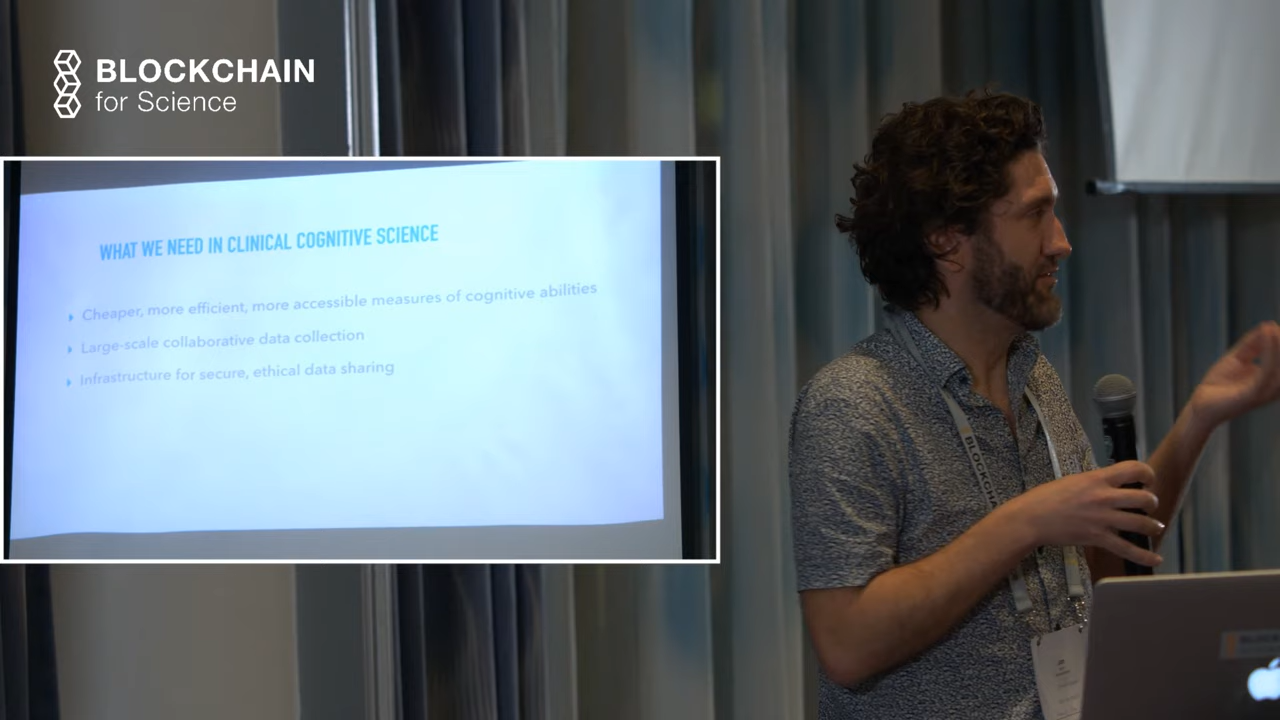 BLOCKCHAIN
for Science
WHAT WE NEED IN CLINICAL COGNITIVE SCIENCE
Cheaper, more efficient, more accessible measures of cognitive abilities
Large-scale collaborative data collection
Infrastructure for secure, ethical data sharing
BLOCKCHA